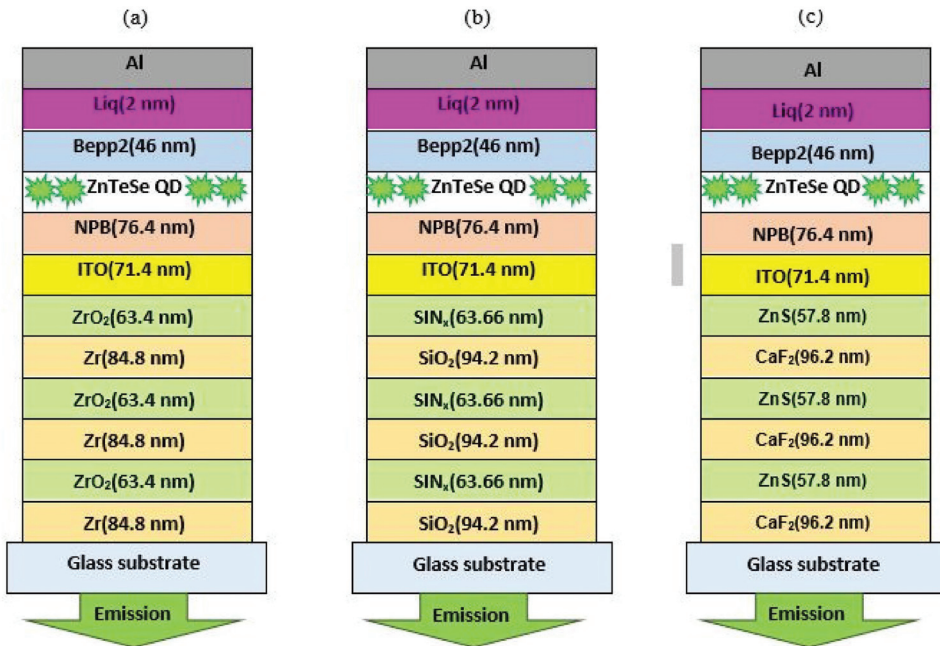 (a)
Al
Liq(2 nm)
Bepp2(46 nm)
ZnTeSe QD
NPB(76.4 nm)
ITO(71.4 nm)
ZrO₂(63.4 nm)
Zr(84.8 nm)
ZrO₂(63.4 nm)
Zr(84.8 nm)
ZrO₂(63.4 nm)
Zr(84.8 nm)
Glass substrate
Emission
(b)
Al
Liq(2 nm)
Bepp2(46 nm)
ZnTeSe QD
NPB(76.4 nm)
ITO(71.4 nm)
SINₓ(63.66 nm)
SiO₂(94.2 nm)
SINₓ(63.66 nm)
SiO₂(94.2 nm)
SINₓ(63.66 nm)
SiO₂(94.2 nm)
Glass substrate
Emission
(c)
Al
Liq(2 nm)
Bepp2(46 nm)
ZnTeSe QD
NPB(76.4 nm)
ITO(71.4 nm)
ZnS(57.8 nm)
CaF₂(96.2 nm)
ZnS(57.8 nm)
CaF₂(96.2 nm)
ZnS(57.8 nm)
CaF₂(96.2 nm)
Glass substrate
Emission